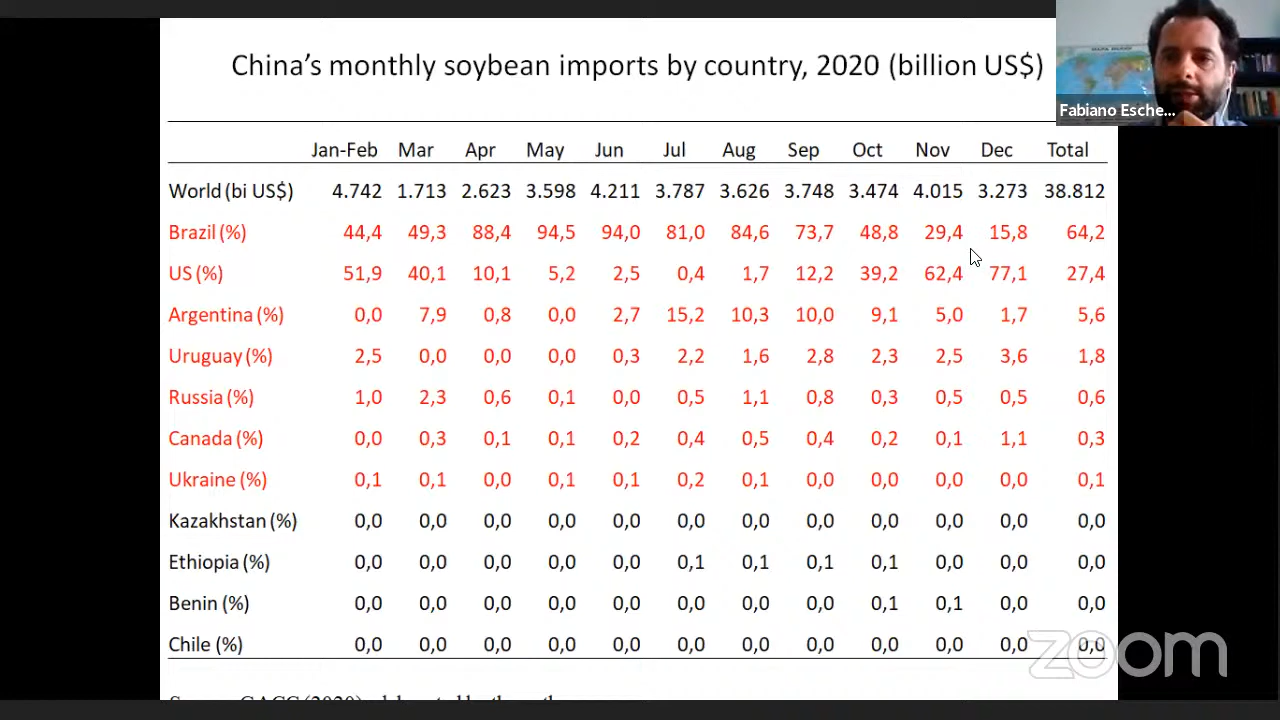 China's monthly soybean imports by country, 2020 (billion US$)
Fabiano Esche...
Jan-Feb Mar Apr May Jun Jul Aug Sep Oct Nov Dec Total
World (bi US$) 4.742 1.713 2.623 3.598 4.211 3.787 3.626 3.748 3.474 4.015 3.273 38.812
Brazil (%) 44,4 49,3 88,4 94,5 94,0 81,0 84,6 73,7 48,8 29,4 15,8 64,2
US (%) 51,9 40,1 10,1 5,2 2,5 0,4 1,7 12,2 39,2 62,4 77,1 27,4
Argentina (%) 0,0 7,9 0,8 0,0 2,7 15,2 10,3 10,0 9,1 5,0 1,7 5,6
Uruguay (%) 2,5 0,0 0,0 0,0 0,3 2,2 1,6 2,8 2,3 2,5 3,6 1,8
Russia (%) 1,0 2,3 0,6 0,1 0,0 0,5 1,1 0,8 0,3 0,5 0,5 0,6
Canada (%) 0,0 0,3 0,1 0,1 0,2 0,4 0,5 0,4 0,2 0,1 1,1 0,3
Ukraine (%) 0,1 0,1 0,0 0,1 0,1 0,2 0,1 0,0 0,0 0,0 0,0 0,1
Kazakhstan (%) 0,0 0,0 0,0 0,0 0,0 0,0 0,0 0,0 0,0 0,0 0,0 0,0
Ethiopia (%) 0,0 0,0 0,0 0,0 0,0 0,1 0,1 0,1 0,1 0,0 0,0 0,0
Benin (%) 0,0 0,0 0,0 0,0 0,0 0,0 0,0 0,0 0,1 0,1 0,0 0,0
Chile (%) 0,0 0,0 0,0 0,0 0,0 0,0 0,0 0,0 0,0 0,0 0,0 0,0
zoom